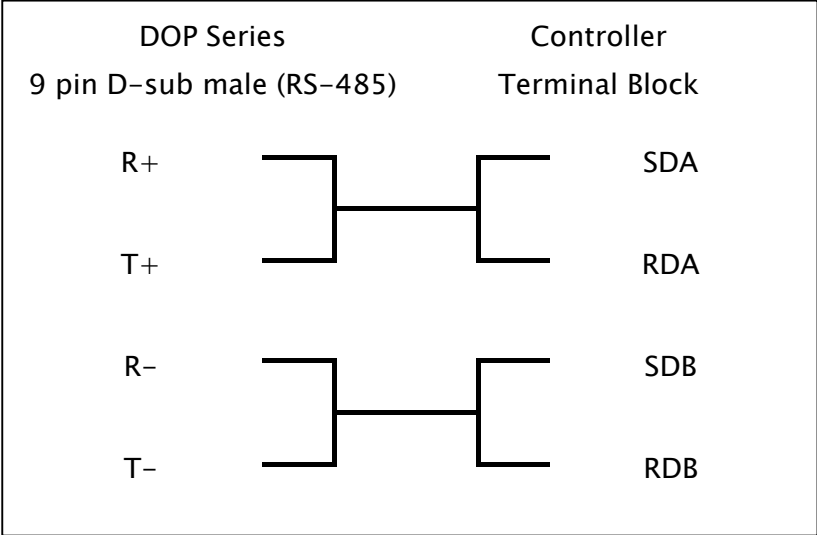 DOP Series Controller
9 pin D-sub male (RS-485) Terminal Block
R+ SDA
T+ RDA
R- SDB
T- RDB